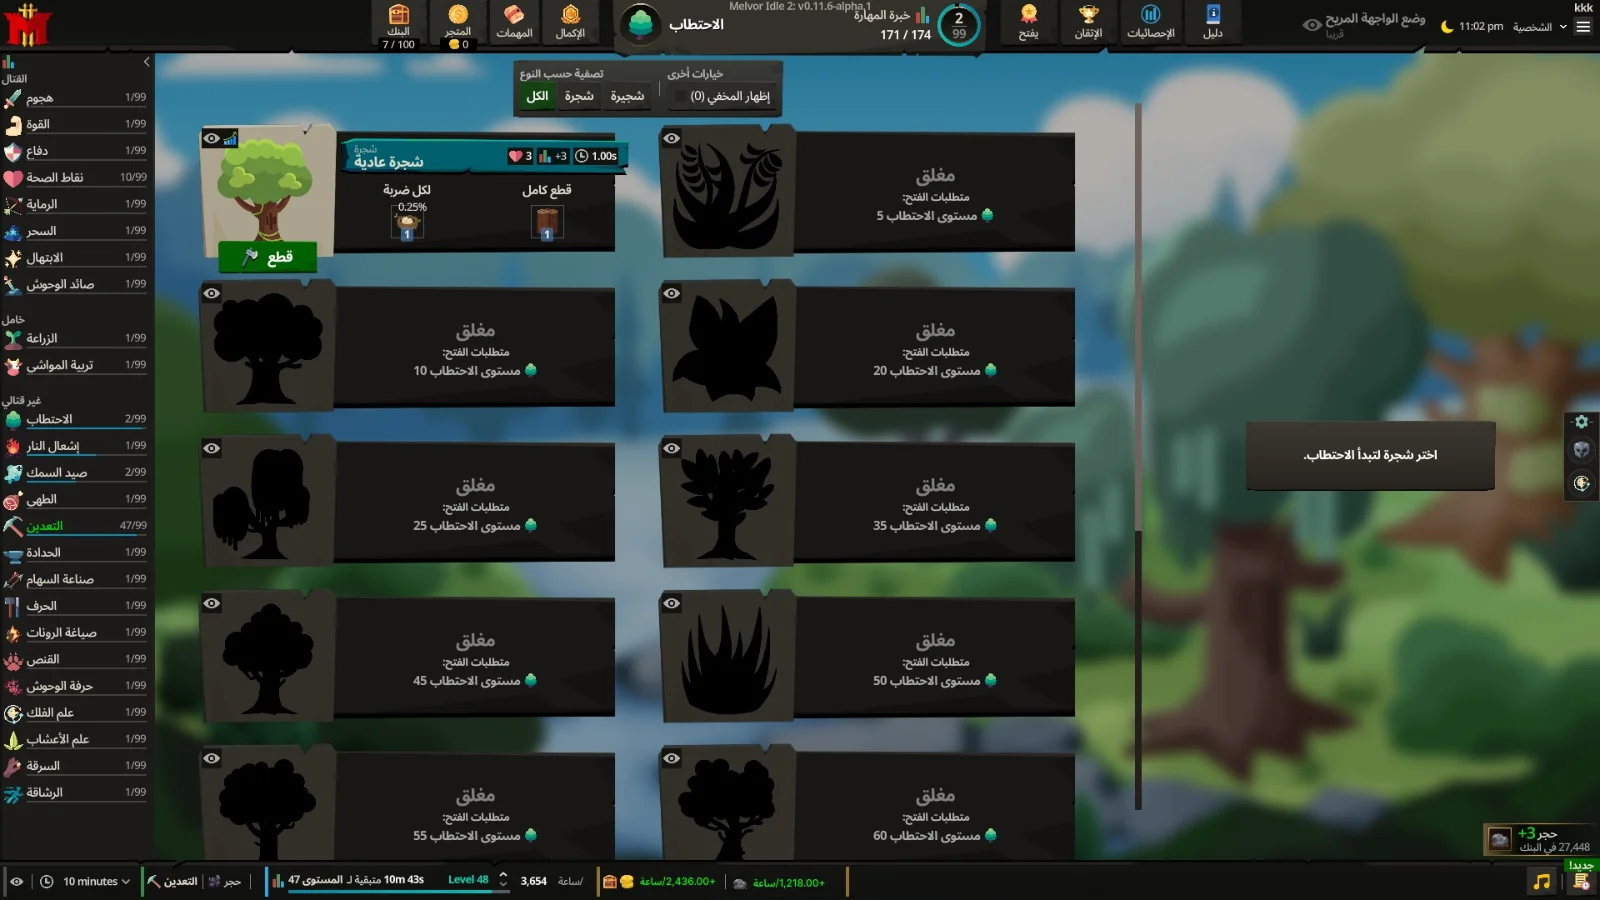 Melvor Idle 2: v0.11.6-alpha.1
kkk
البنك
7 / 100
المتجر
0
المهمات
الإكمال
الاحتطاب
خبرة المهارة
171 / 174
2
99
يفتح
الإتقان
الإحصائيات
دليل
وضع الواجهة المريح
قريبا
11:02 pm
الشخصية
القتال
هجوم 1/99
القوة 1/99
دفاع 1/99
نقاط الصحة 10/99
الرماية 1/99
السحر 1/99
الابتهال 1/99
صائد الوحوش 1/99
خامل
الزراعة 1/99
تربية المواشي 1/99
غير قتالي
الاحتطاب 2/99
إشعال النار 1/99
صيد السمك 2/99
الطهي 1/99
التعدين 47/99
الحدادة 1/99
صناعة السهام 1/99
الحرف 1/99
صياغة الرونات 1/99
القنص 1/99
حرفة الوحوش 1/99
علم الفلك 1/99
علم الأعشاب 1/99
السرقة 1/99
الرشاقة 1/99
تصفية حسب النوع
خيارات أخرى
الكل
شجرة
شجيرة
إظهار المخفي (0)
شجرة
شجرة عادية
3
+3
1.00s
لكل ضربة
قطع كامل
0.25%
1
1
قطع
مغلق
متطلبات الفتح:
مستوى الاحتطاب 5
مغلق
متطلبات الفتح:
مستوى الاحتطاب 10
مغلق
متطلبات الفتح:
مستوى الاحتطاب 20
مغلق
متطلبات الفتح:
مستوى الاحتطاب 25
مغلق
متطلبات الفتح:
مستوى الاحتطاب 35
مغلق
متطلبات الفتح:
مستوى الاحتطاب 45
مغلق
متطلبات الفتح:
مستوى الاحتطاب 50
مغلق
متطلبات الفتح:
مستوى الاحتطاب 55
مغلق
متطلبات الفتح:
مستوى الاحتطاب 60
اختر شجرة لتبدأ الاحتطاب.
حجر +3
27,448 في البنك
جديد!
10 minutes
التعدين
حجر
10m 43s متبقية لـ المستوى 47
Level 48
3,654 /ساعة
+2,436.00/ساعة
+1,218.00/ساعة